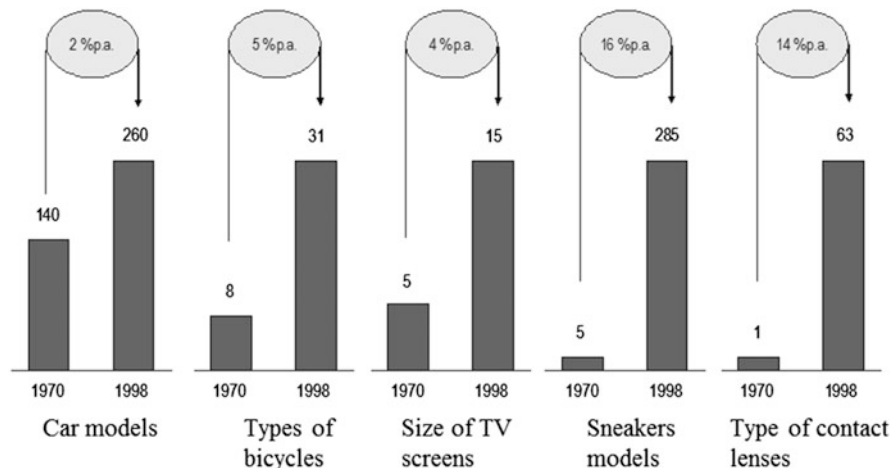 2 %p.a.
5 %p.a.
4 %p.a.
16 %p.a.
14 %p.a.
140
260
8
31
5
15
5
285
1
63
1970 1998
1970 1998
1970 1998
1970 1998
1970 1998
Car models
Types of
bicycles
Size of TV
screens
Sneakers
models
Type of contact
lenses